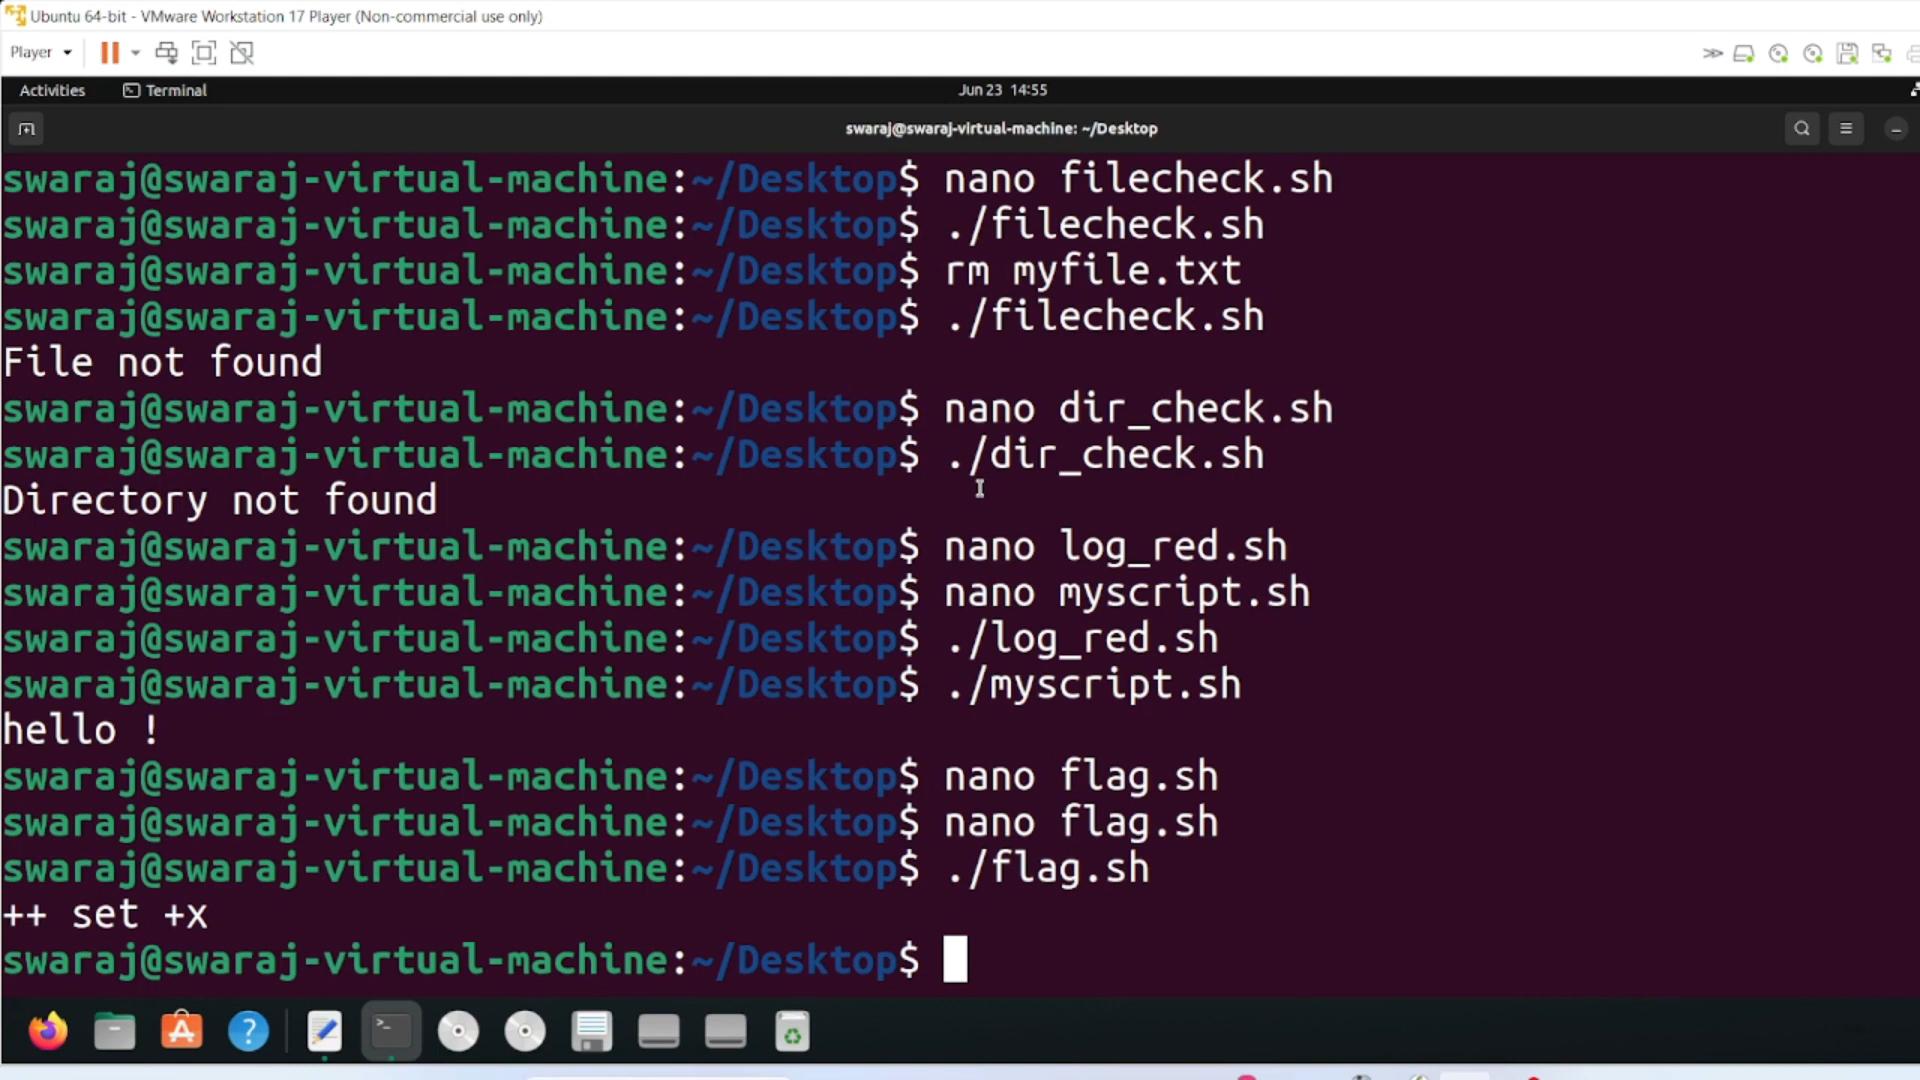 Ubuntu 64-bit - VMware Workstation 17 Player (Non-commercial use only)
Player
Activities Terminal Jun 23 14:55
swaraj@swaraj-virtual-machine: ~/Desktop
swaraj@swaraj-virtual-machine:~/Desktop$ nano filecheck.sh
swaraj@swaraj-virtual-machine:~/Desktop$ ./filecheck.sh
swaraj@swaraj-virtual-machine:~/Desktop$ rm myfile.txt
swaraj@swaraj-virtual-machine:~/Desktop$ ./filecheck.sh
File not found
swaraj@swaraj-virtual-machine:~/Desktop$ nano dir_check.sh
swaraj@swaraj-virtual-machine:~/Desktop$ ./dir_check.sh
Directory not found
swaraj@swaraj-virtual-machine:~/Desktop$ nano log_red.sh
swaraj@swaraj-virtual-machine:~/Desktop$ nano myscript.sh
swaraj@swaraj-virtual-machine:~/Desktop$ ./log_red.sh
swaraj@swaraj-virtual-machine:~/Desktop$ ./myscript.sh
hello !
swaraj@swaraj-virtual-machine:~/Desktop$ nano flag.sh
swaraj@swaraj-virtual-machine:~/Desktop$ nano flag.sh
swaraj@swaraj-virtual-machine:~/Desktop$ ./flag.sh
++ set +x
swaraj@swaraj-virtual-machine:~/Desktop$